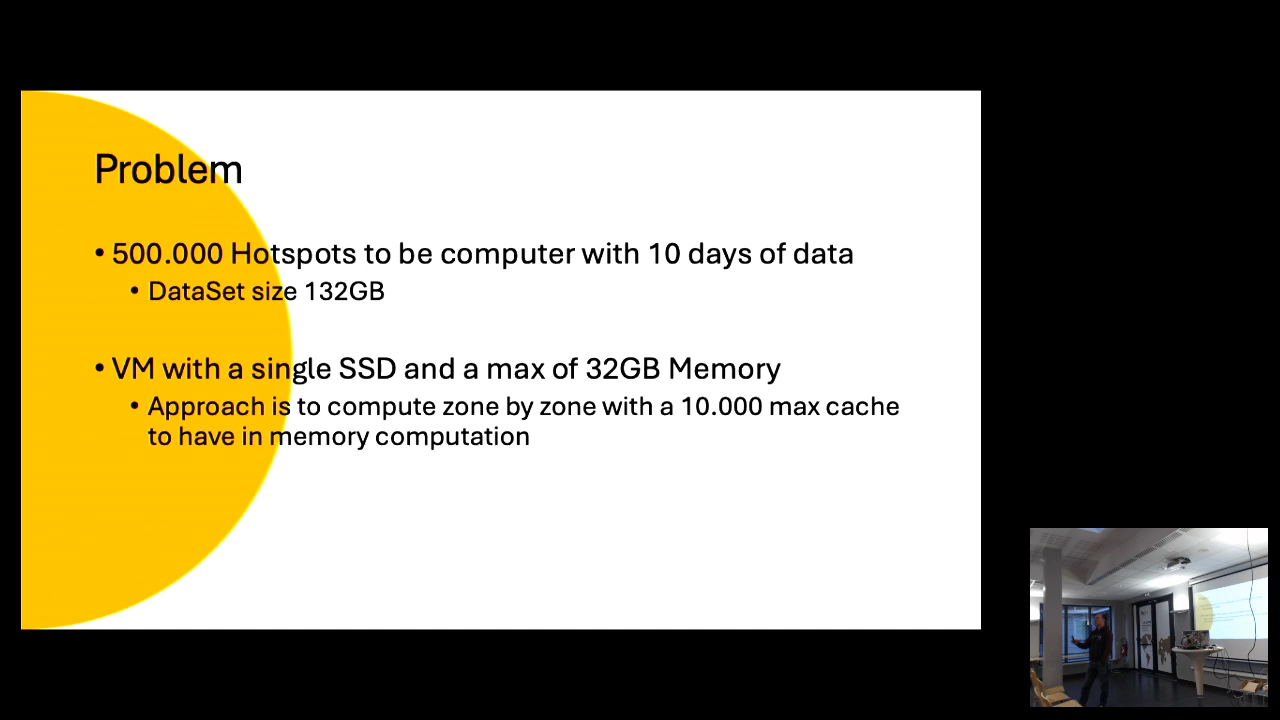 Problem
• 500.000 Hotspots to be computer with 10 days of data
• DataSet size 132GB
• VM with a single SSD and a max of 32GB Memory
• Approach is to compute zone by zone with a 10.000 max cache
to have in memory computation